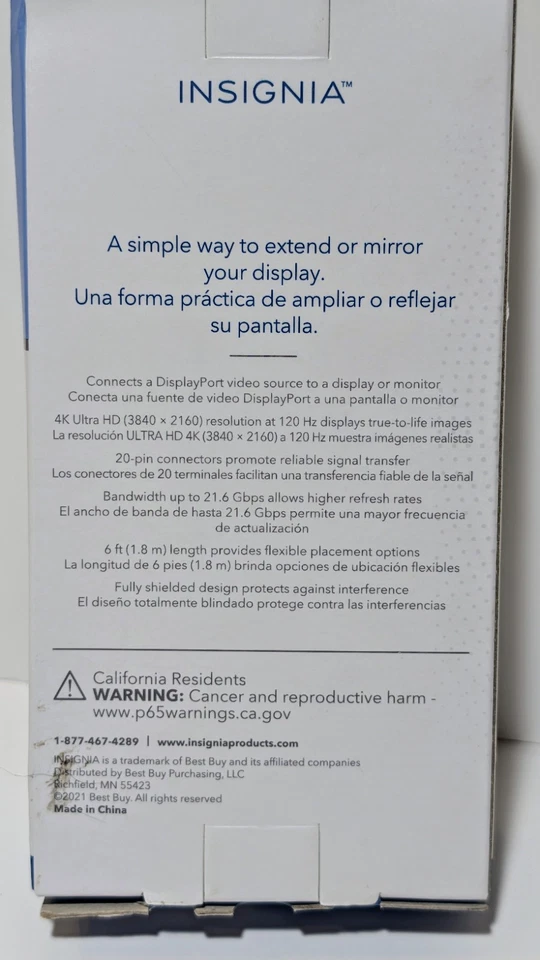 INSIGNIA™
A simple way to extend or mirror
your display.
Una forma práctica de ampliar o reflejar
su pantalla.
Connects a DisplayPort video source to a display or monitor
Conecta una fuente de video DisplayPort a una pantalla o monitor
4K Ultra HD (3840 × 2160) resolution at 120 Hz displays true-to-life images
La resolución ULTRA HD 4K (3840 × 2160) a 120 Hz muestra imágenes realistas
20-pin connectors promote reliable signal transfer
Los conectores de 20 terminales facilitan una transferencia fiable de la señal
Bandwidth up to 21.6 Gbps allows higher refresh rates
El ancho de banda de hasta 21.6 Gbps permite una mayor frecuencia
de actualización
6 ft (1.8 m) length provides flexible placement options
La longitud de 6 pies (1.8 m) brinda opciones de ubicación flexibles
Fully shielded design protects against interference
El diseño totalmente blindado protege contra las interferencias
California Residents
WARNING: Cancer and reproductive harm -
www.p65warnings.ca.gov
1-877-467-4289 | www.insigniaproducts.com
INSIGNIA is a trademark of Best Buy and its affiliated companies
Distributed by Best Buy Purchasing, LLC
Richfield, MN 55423
©2021 Best Buy. All rights reserved
Made in China